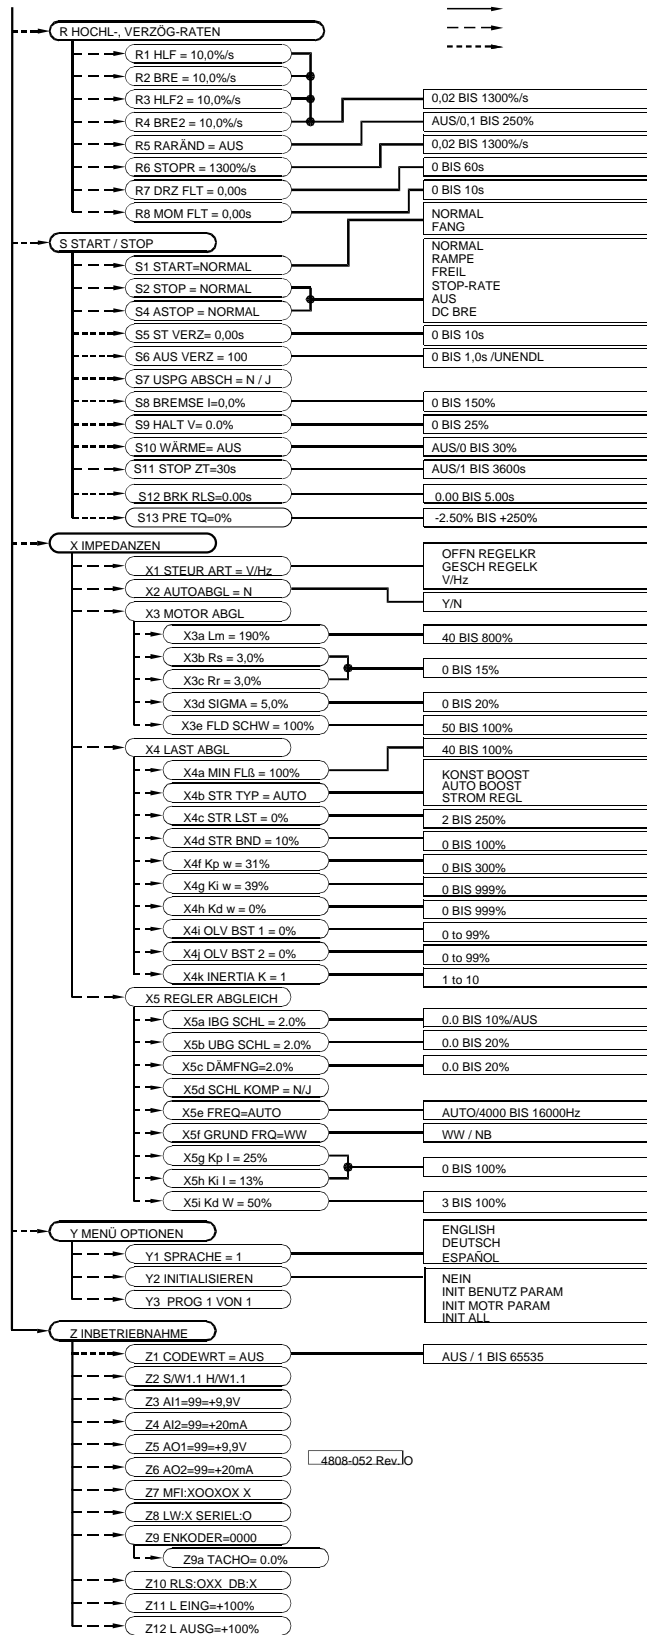 R HOCHL-, VERZÖG-RATEN
R1 HLF = 10,0%/s
R2 BRE = 10,0%/s
R3 HLF2 = 10,0%/s
R4 BRE2 = 10,0%/s
0,02 BIS 1300%/s
R5 RARÄND = AUS
AUS/0,1 BIS 250%
R6 STOPR = 1300%/s
0,02 BIS 1300%/s
R7 DRZ FLT = 0,00s
0 BIS 60s
R8 MOM FLT = 0,00s
0 BIS 10s
S START / STOP
S1 START=NORMAL
NORMAL
FANG
S2 STOP = NORMAL
S4 ASTOP = NORMAL
NORMAL
RAMPE
FREIL
STOP-RATE
AUS
DC BRE
S5 ST VERZ= 0,00s
0 BIS 10s
S6 AUS VERZ = 100
0 BIS 1,0s /UNENDL
S7 USPG ABSCH = N / J
S8 BREMSE I=0,0%
0 BIS 150%
S9 HALT V= 0.0%
0 BIS 25%
S10 WÄRME= AUS
AUS/0 BIS 30%
S11 STOP ZT=30s
AUS/1 BIS 3600s
S12 BRK RLS=0.00s
0.00 BIS 5.00s
S13 PRE TQ=0%
-2.50% BIS +250%
X IMPEDANZEN
X1 STEUR ART = V/Hz
OFFN REGELKR
GESCH REGELK
V/Hz
X2 AUTOABGL = N
Y/N
X3 MOTOR ABGL
X3a Lm = 190%
40 BIS 800%
X3b Rs = 3,0%
X3c Rr = 3,0%
0 BIS 15%
X3d SIGMA = 5,0%
0 BIS 20%
X3e FLD SCHW = 100%
50 BIS 100%
X4 LAST ABGL
X4a MIN FLß = 100%
40 BIS 100%
X4b STR TYP = AUTO
KONST BOOST
AUTO BOOST
STROM REGL
X4c STR LST = 0%
2 BIS 250%
X4d STR BND = 10%
0 BIS 100%
X4f Kp w = 31%
0 BIS 300%
X4g Ki w = 39%
0 BIS 999%
X4h Kd w = 0%
0 BIS 999%
X4i OLV BST 1 = 0%
0 to 99%
X4j OLV BST 2 = 0%
0 to 99%
X4k INERTIA K = 1
1 to 10
X5 REGLER ABGLEICH
X5a IBG SCHL = 2.0%
0.0 BIS 10%/AUS
X5b UBG SCHL = 2.0%
0.0 BIS 20%
X5c DÄMFNG=2.0%
0.0 BIS 20%
X5d SCHL KOMP = N/J
X5e FREQ=AUTO
AUTO/4000 BIS 16000Hz
X5f GRUND FRQ=WW
WW / NB
X5g Kp I = 25%
X5h Ki I = 13%
0 BIS 100%
X5i Kd W = 50%
3 BIS 100%
Y MENÜ OPTIONEN
Y1 SPRACHE = 1
ENGLISH
DEUTSCH
ESPAÑOL
Y2 INITIALISIEREN
NEIN
INIT BENUTZ PARAM
INIT MOTR PARAM
INIT ALL
Y3 PROG 1 VON 1
Z INBETRIEBNAHME
Z1 CODEWRT = AUS
AUS / 1 BIS 65535
Z2 S/W1.1 H/W1.1
Z3 AI1=99=+9,9V
Z4 AI2=99=+20mA
Z5 AO1=99=+9,9V
Z6 AO2=99=+20mA
4808-052 Rev. O
Z7 MFI:XOOXOX X
Z8 LW:X SERIEL:O
Z9 ENKODER=0000
Z9a TACHO= 0.0%
Z10 RLS:OXX DB:X
Z11 L EING=+100%
Z12 L AUSG=+100%